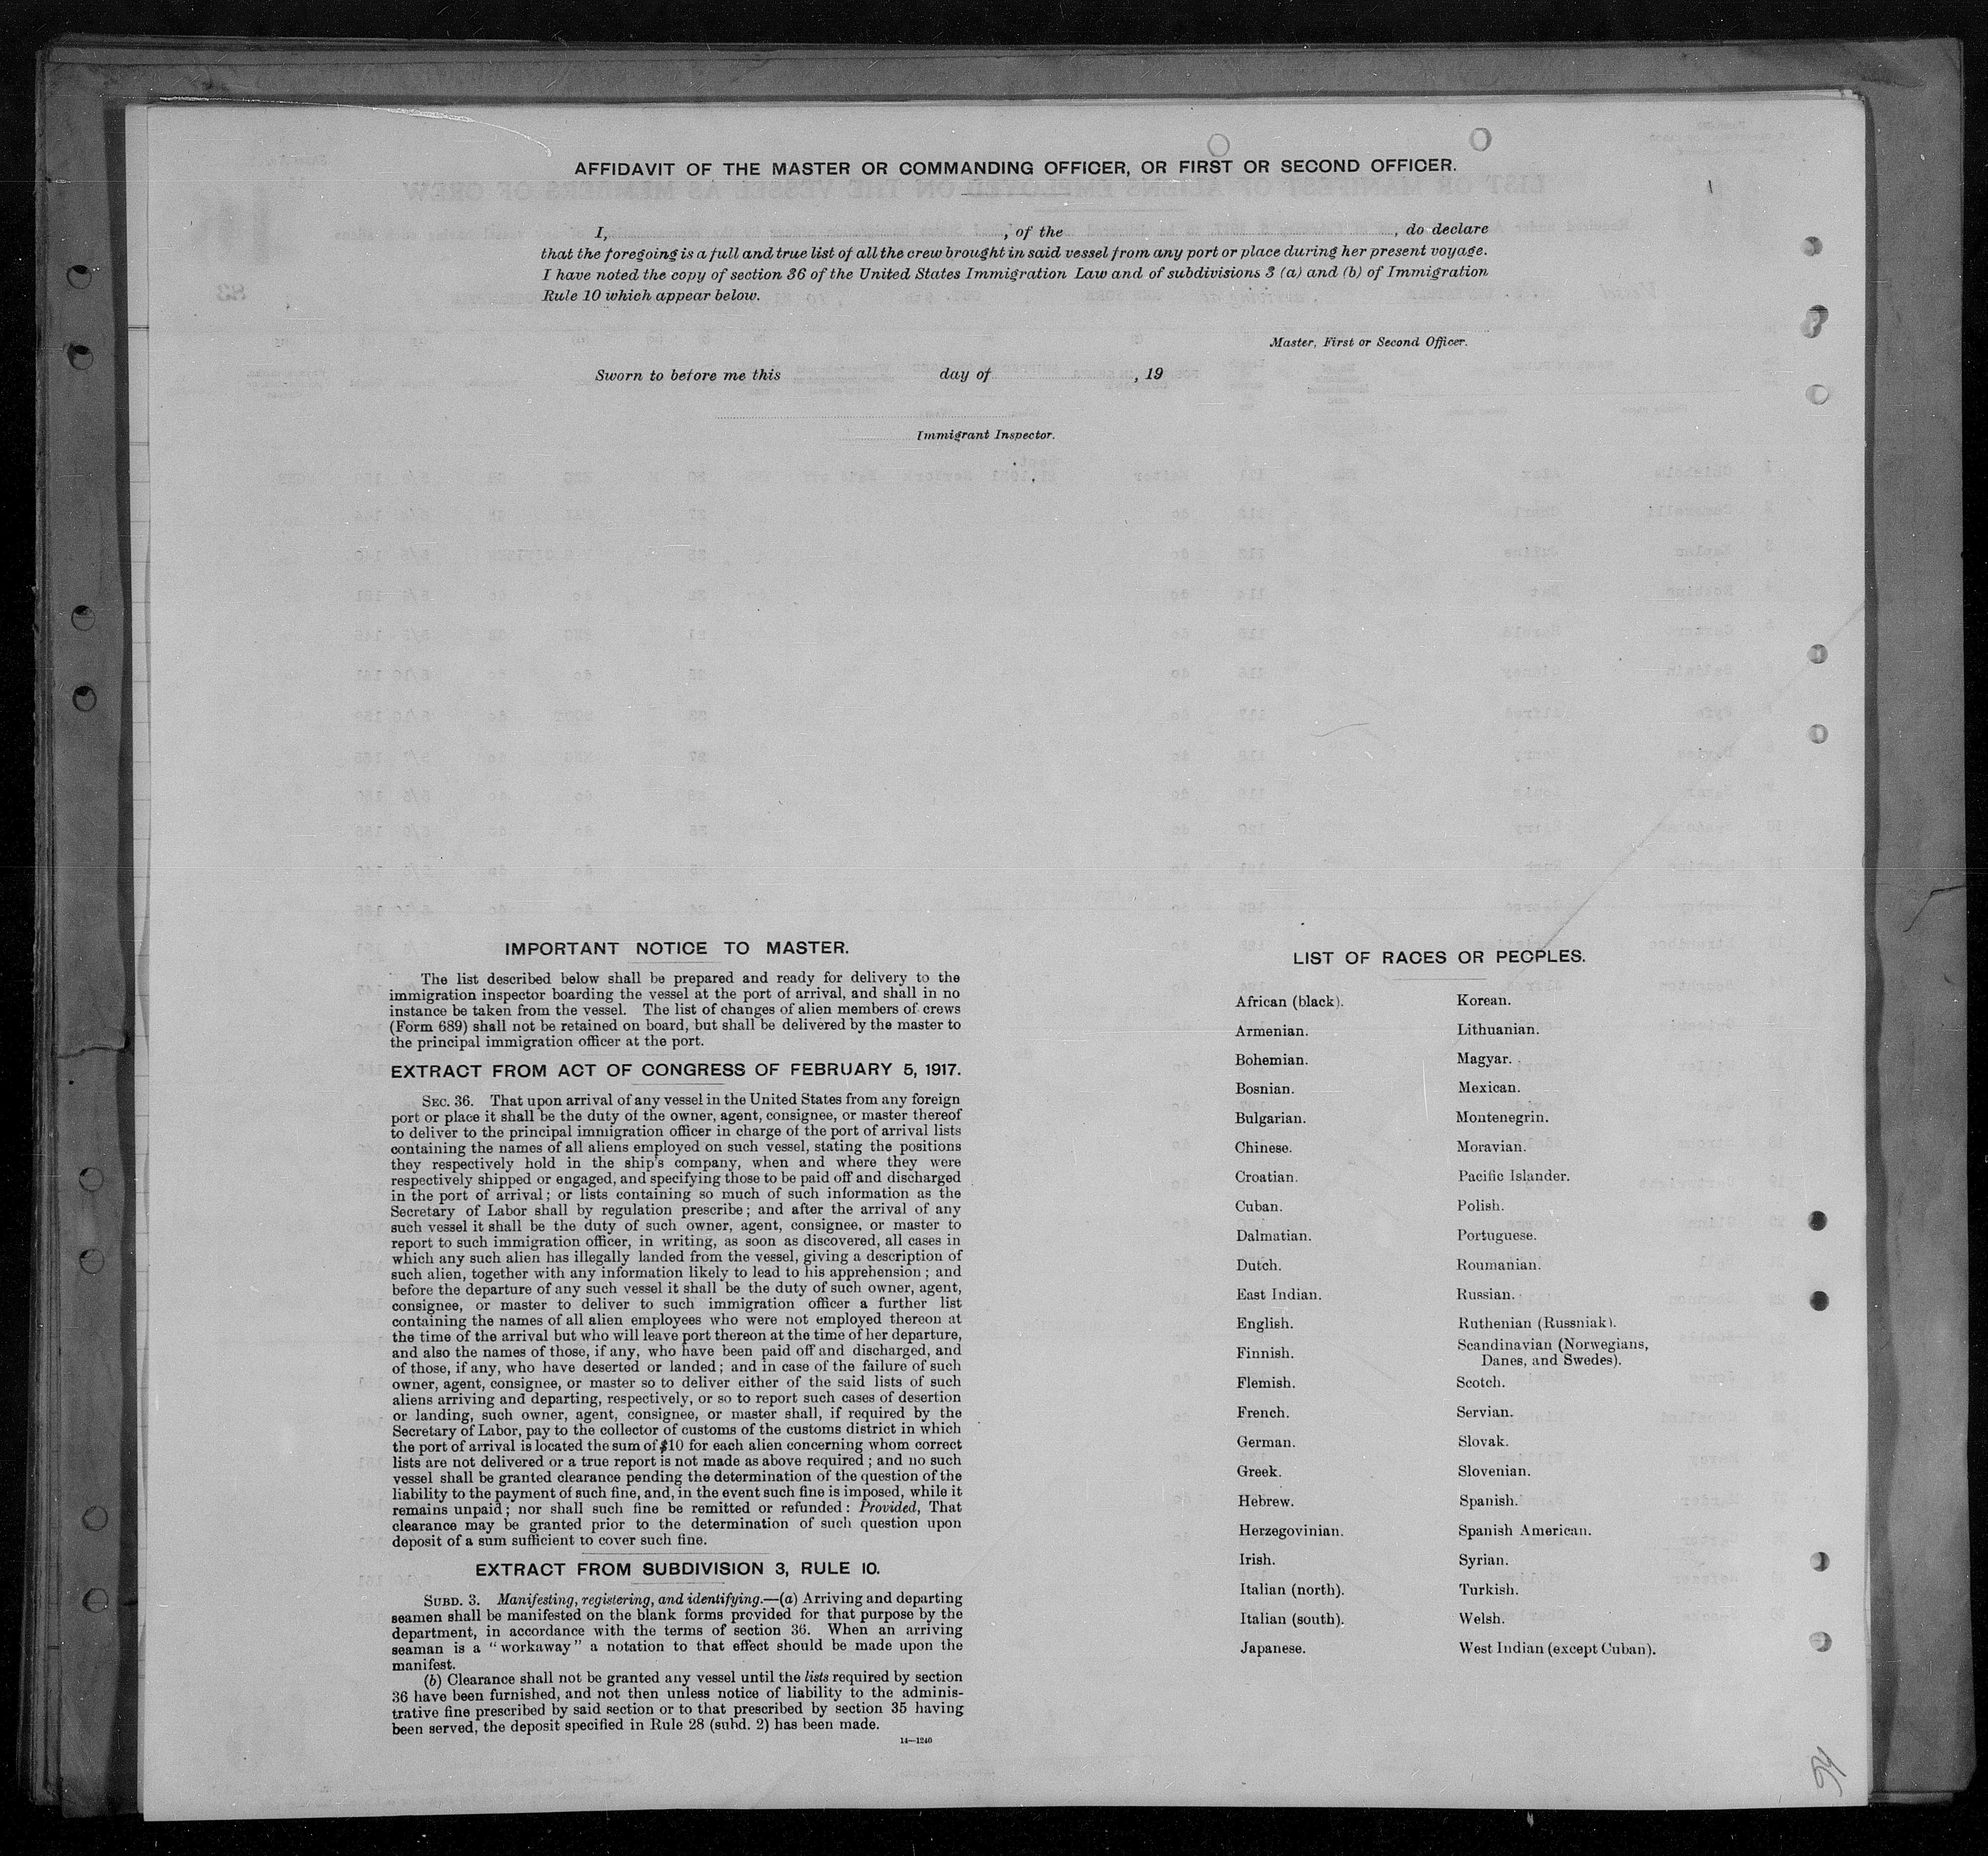 AFFIDAVIT OF THE MASTER OR COMMANDING OFFICER, OR FIRST OR SECOND OFFICER.
I, , of the , do declare
that the foregoing is a full and true list of all the crew brought in said vessel from any port or place during her present voyage.
I have noted the copy of section 36 of the United States Immigration Law and of subdivisions 3 (a) and (b) of Immigration
Rule 10 which appear below.
Master, First or Second Officer.
Sworn to before me this day of , 19
Immigrant Inspector.
IMPORTANT NOTICE TO MASTER.
The list described below shall be prepared and ready for delivery to the
immigration inspector boarding the vessel at the port of arrival, and shall in no
instance be taken from the vessel. The list of changes of alien members of crews
(Form 689) shall not be retained on board, but shall be delivered by the master to
the principal immigration officer at the port.
EXTRACT FROM ACT OF CONGRESS OF FEBRUARY 5, 1917.
SEC. 36. That upon arrival of any vessel in the United States from any foreign
port or place it shall be the duty of the owner, agent, consignee, or master thereof
to deliver to the principal immigration officer in charge of the port of arrival lists
containing the names of all aliens employed on such vessel, stating the positions
they respectively hold in the ship's company, when and where they were
respectively shipped or engaged, and specifying those to be paid off and discharged
in the port of arrival; or lists containing so much of such information as the
Secretary of Labor shall by regulation prescribe; and after the arrival of any
such vessel it shall be the duty of such owner, agent, consignee, or master to
report to such immigration officer, in writing, as soon as discovered, all cases in
which any such alien has illegally landed from the vessel, giving a description of
such alien, together with any information likely to lead to his apprehension; and
before the departure of any such vessel it shall be the duty of such owner, agent,
consignee, or master to deliver to such immigration officer a further list
containing the names of all alien employees who were not employed thereon at
the time of the arrival but who will leave port thereon at the time of her departure,
and also the names of those, if any, who have been paid off and discharged, and
of those, if any, who have deserted or landed; and in case of the failure of such
owner, agent, consignee, or master so to deliver either of the said lists of such
aliens arriving and departing, respectively, or so to report such cases of desertion
or landing, such owner, agent, consignee, or master shall, if required by the
Secretary of Labor, pay to the collector of customs of the customs district in which
the port of arrival is located the sum of $10 for each alien concerning whom correct
lists are not delivered or a true report is not made as above required; and no such
vessel shall be granted clearance pending the determination of the question of the
liability to the payment of such fine, and, in the event such fine is imposed, while it
remains unpaid; nor shall such fine be remitted or refunded: Provided, That
clearance may be granted prior to the determination of such question upon
deposit of a sum sufficient to cover such fine.
EXTRACT FROM SUBDIVISION 3, RULE 10.
SUBD. 3. Manifesting, registering, and identifying.—(a) Arriving and departing
seamen shall be manifested on the blank forms provided for that purpose by the
department, in accordance with the terms of section 36. When an arriving
seaman is a "workaway" a notation to that effect should be made upon the
manifest.
(b) Clearance shall not be granted any vessel until the lists required by section
36 have been furnished, and not then unless notice of liability to the adminis-
trative fine prescribed by said section or to that prescribed by section 35 having
been served, the deposit specified in Rule 28 (subd. 2) has been made.
14—1240
LIST OF RACES OR PEOPLES.
African (black).
Armenian.
Bohemian.
Bosnian.
Bulgarian.
Chinese.
Croatian.
Cuban.
Dalmatian.
Dutch.
East Indian.
English.
Finnish.
Flemish.
French.
German.
Greek.
Hebrew.
Herzegovinian.
Irish.
Italian (north).
Italian (south).
Japanese.
Korean.
Lithuanian.
Magyar.
Mexican.
Montenegrin.
Moravian.
Pacific Islander.
Polish.
Portuguese.
Roumanian.
Russian.
Ruthenian (Russniak).
Scandinavian (Norwegians,
Danes, and Swedes).
Scotch.
Servian.
Slovak.
Slovenian.
Spanish.
Spanish American.
Syrian.
Turkish.
Welsh.
West Indian (except Cuban).